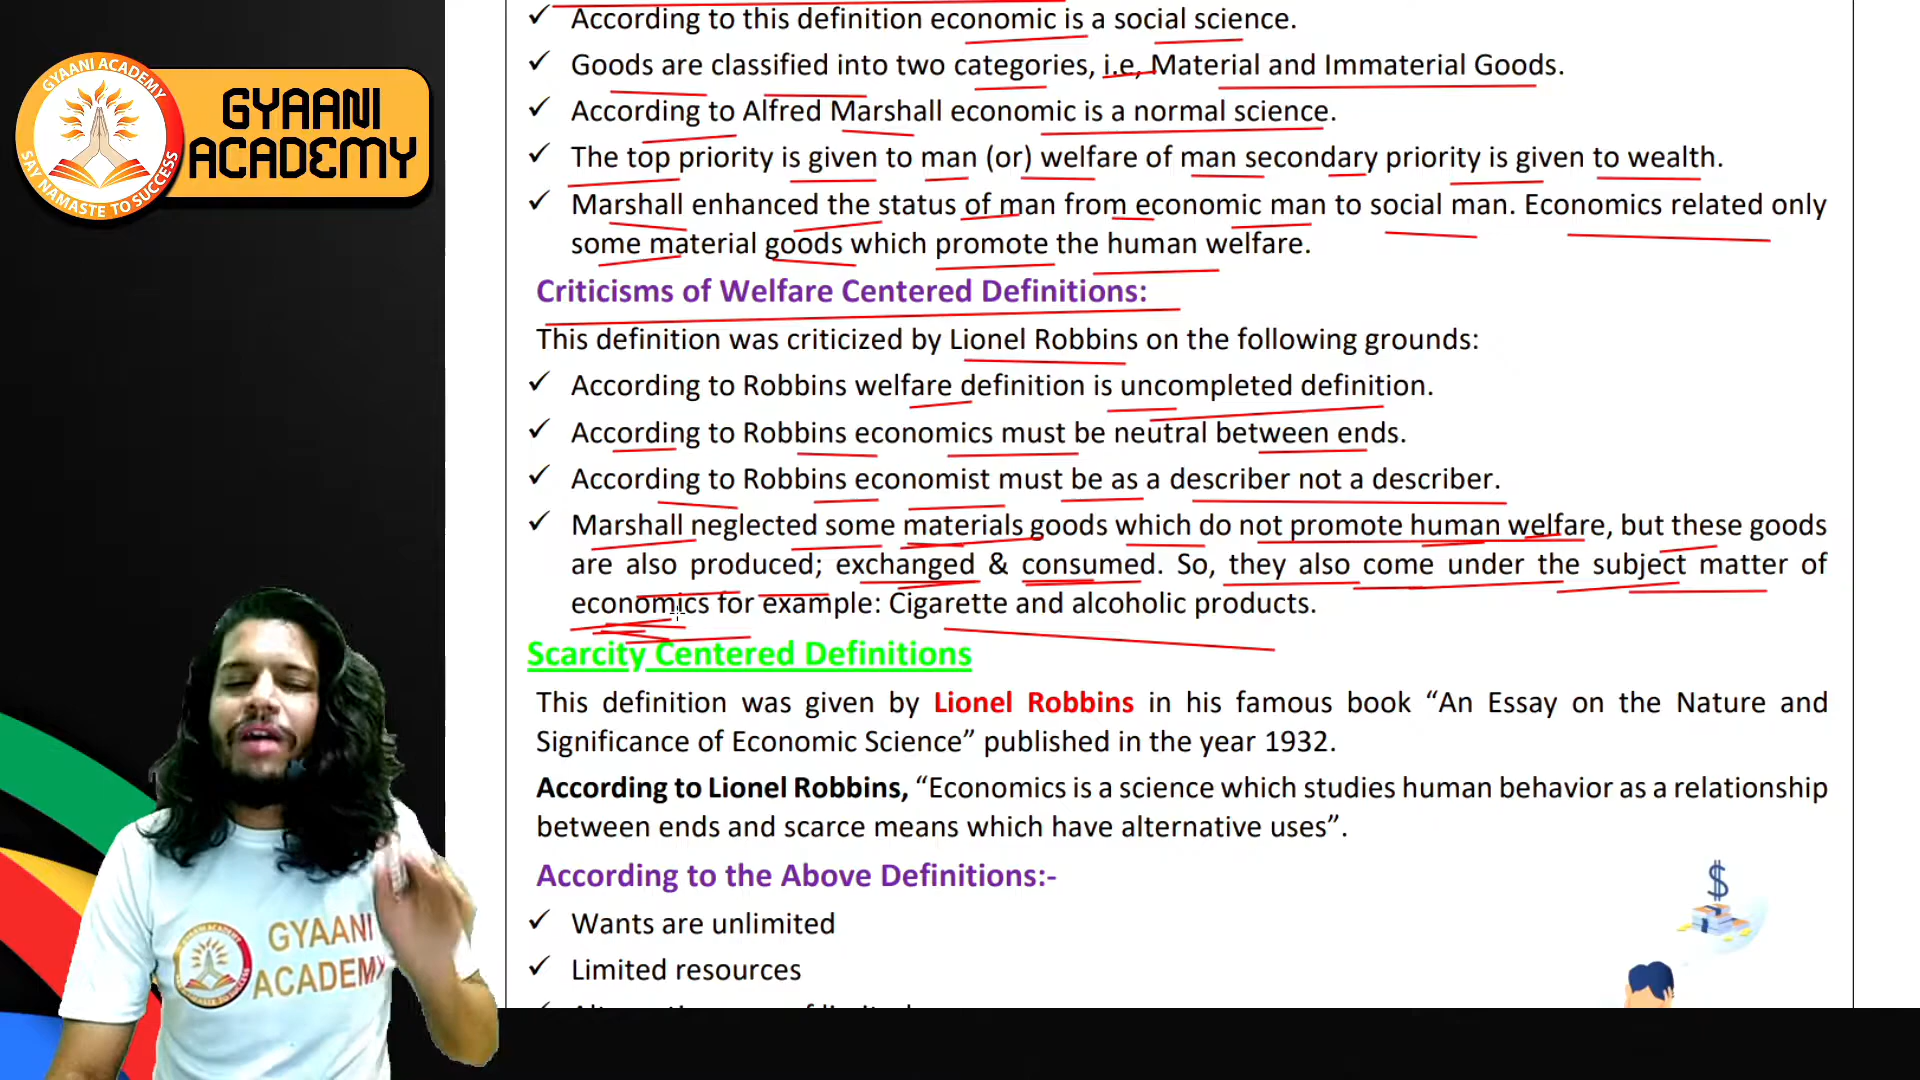 GYAANI ACADEMY
SAY NAMASTE TO SUCCESS
GYAANI
ACADEMY
✓ According to this definition economic is a social science.
✓ Goods are classified into two categories, i.e, Material and Immaterial Goods.
✓ According to Alfred Marshall economic is a normal science.
✓ The top priority is given to man (or) welfare of man secondary priority is given to wealth.
✓ Marshall enhanced the status of man from economic man to social man. Economics related only
some material goods which promote the human welfare.
Criticisms of Welfare Centered Definitions:
This definition was criticized by Lionel Robbins on the following grounds:
✓ According to Robbins welfare definition is uncompleted definition.
✓ According to Robbins economics must be neutral between ends.
✓ According to Robbins economist must be as a describer not a describer.
✓ Marshall neglected some materials goods which do not promote human welfare, but these goods
are also produced; exchanged & consumed. So, they also come under the subject matter of
economics for example: Cigarette and alcoholic products.
Scarcity Centered Definitions
This definition was given by Lionel Robbins in his famous book “An Essay on the Nature and
Significance of Economic Science” published in the year 1932.
According to Lionel Robbins, “Economics is a science which studies human behavior as a relationship
between ends and scarce means which have alternative uses”.
According to the Above Definitions:-
✓ Wants are unlimited
✓ Limited resources
$
GYAANI
ACADEMY